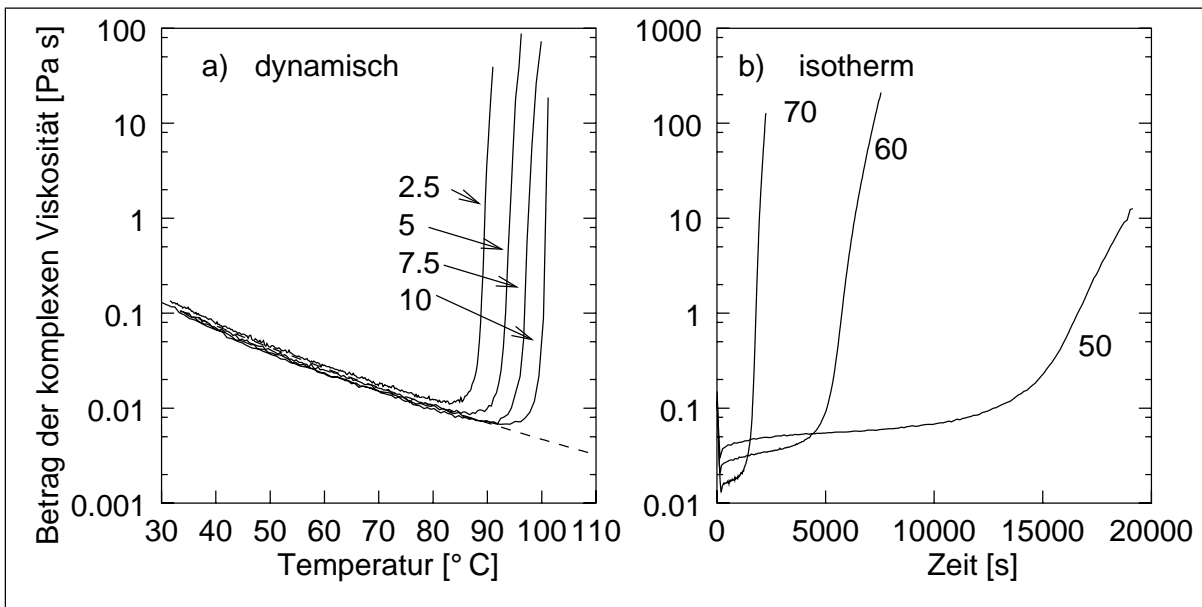 Betrag der komplexen Viskosität [Pa s]
a) dynamisch
100
10
1
0.1
0.01
0.001
2.5
5
7.5
10
30 40 50 60 70 80 90 100 110
Temperatur [° C]
b) isotherm
1000
100
10
1
0.1
0.01
70
60
50
0 5000 10000 15000 20000
Zeit [s]